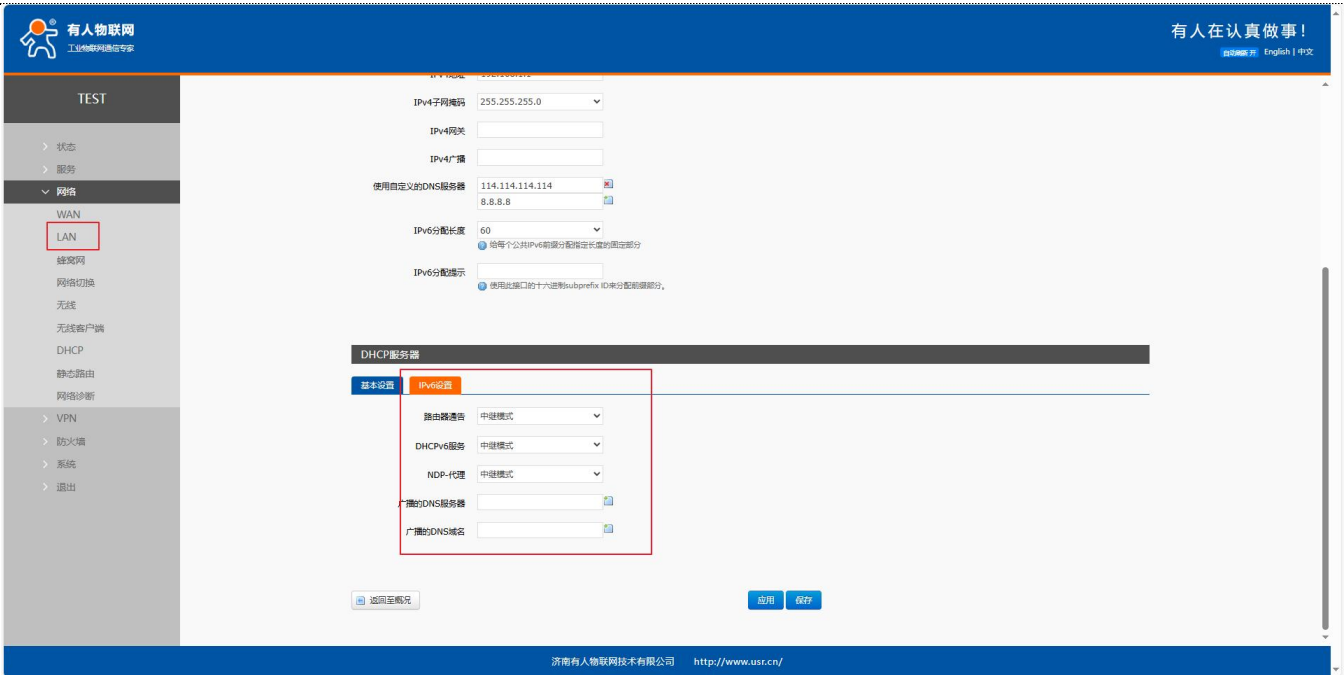 有人物联网
工业物联网通信专家
有人在认真做事!
自动刷新 开 English | 中文
TEST
状态
服务
网络
WAN
LAN
蜂窝网
网络切换
无线
无线客户端
DHCP
静态路由
网络诊断
VPN
防火墙
系统
退出
IPv4子网掩码 255.255.255.0
IPv4网关
IPv4广播
使用自定义的DNS服务器 114.114.114.114
8.8.8.8
IPv6分配长度 60
给每个公共IPv6前缀分配指定长度的固定部分
IPv6分配提示
使用此接口的十六进制subprefix ID来分配前缀部分。
DHCP服务器
基本设置 IPv6设置
路由器通告 中继模式
DHCPv6服务 中继模式
NDP-代理 中继模式
广播的DNS服务器
广播的DNS域名
返回至概况
应用 保存
济南有人物联网技术有限公司 http://www.usr.cn/